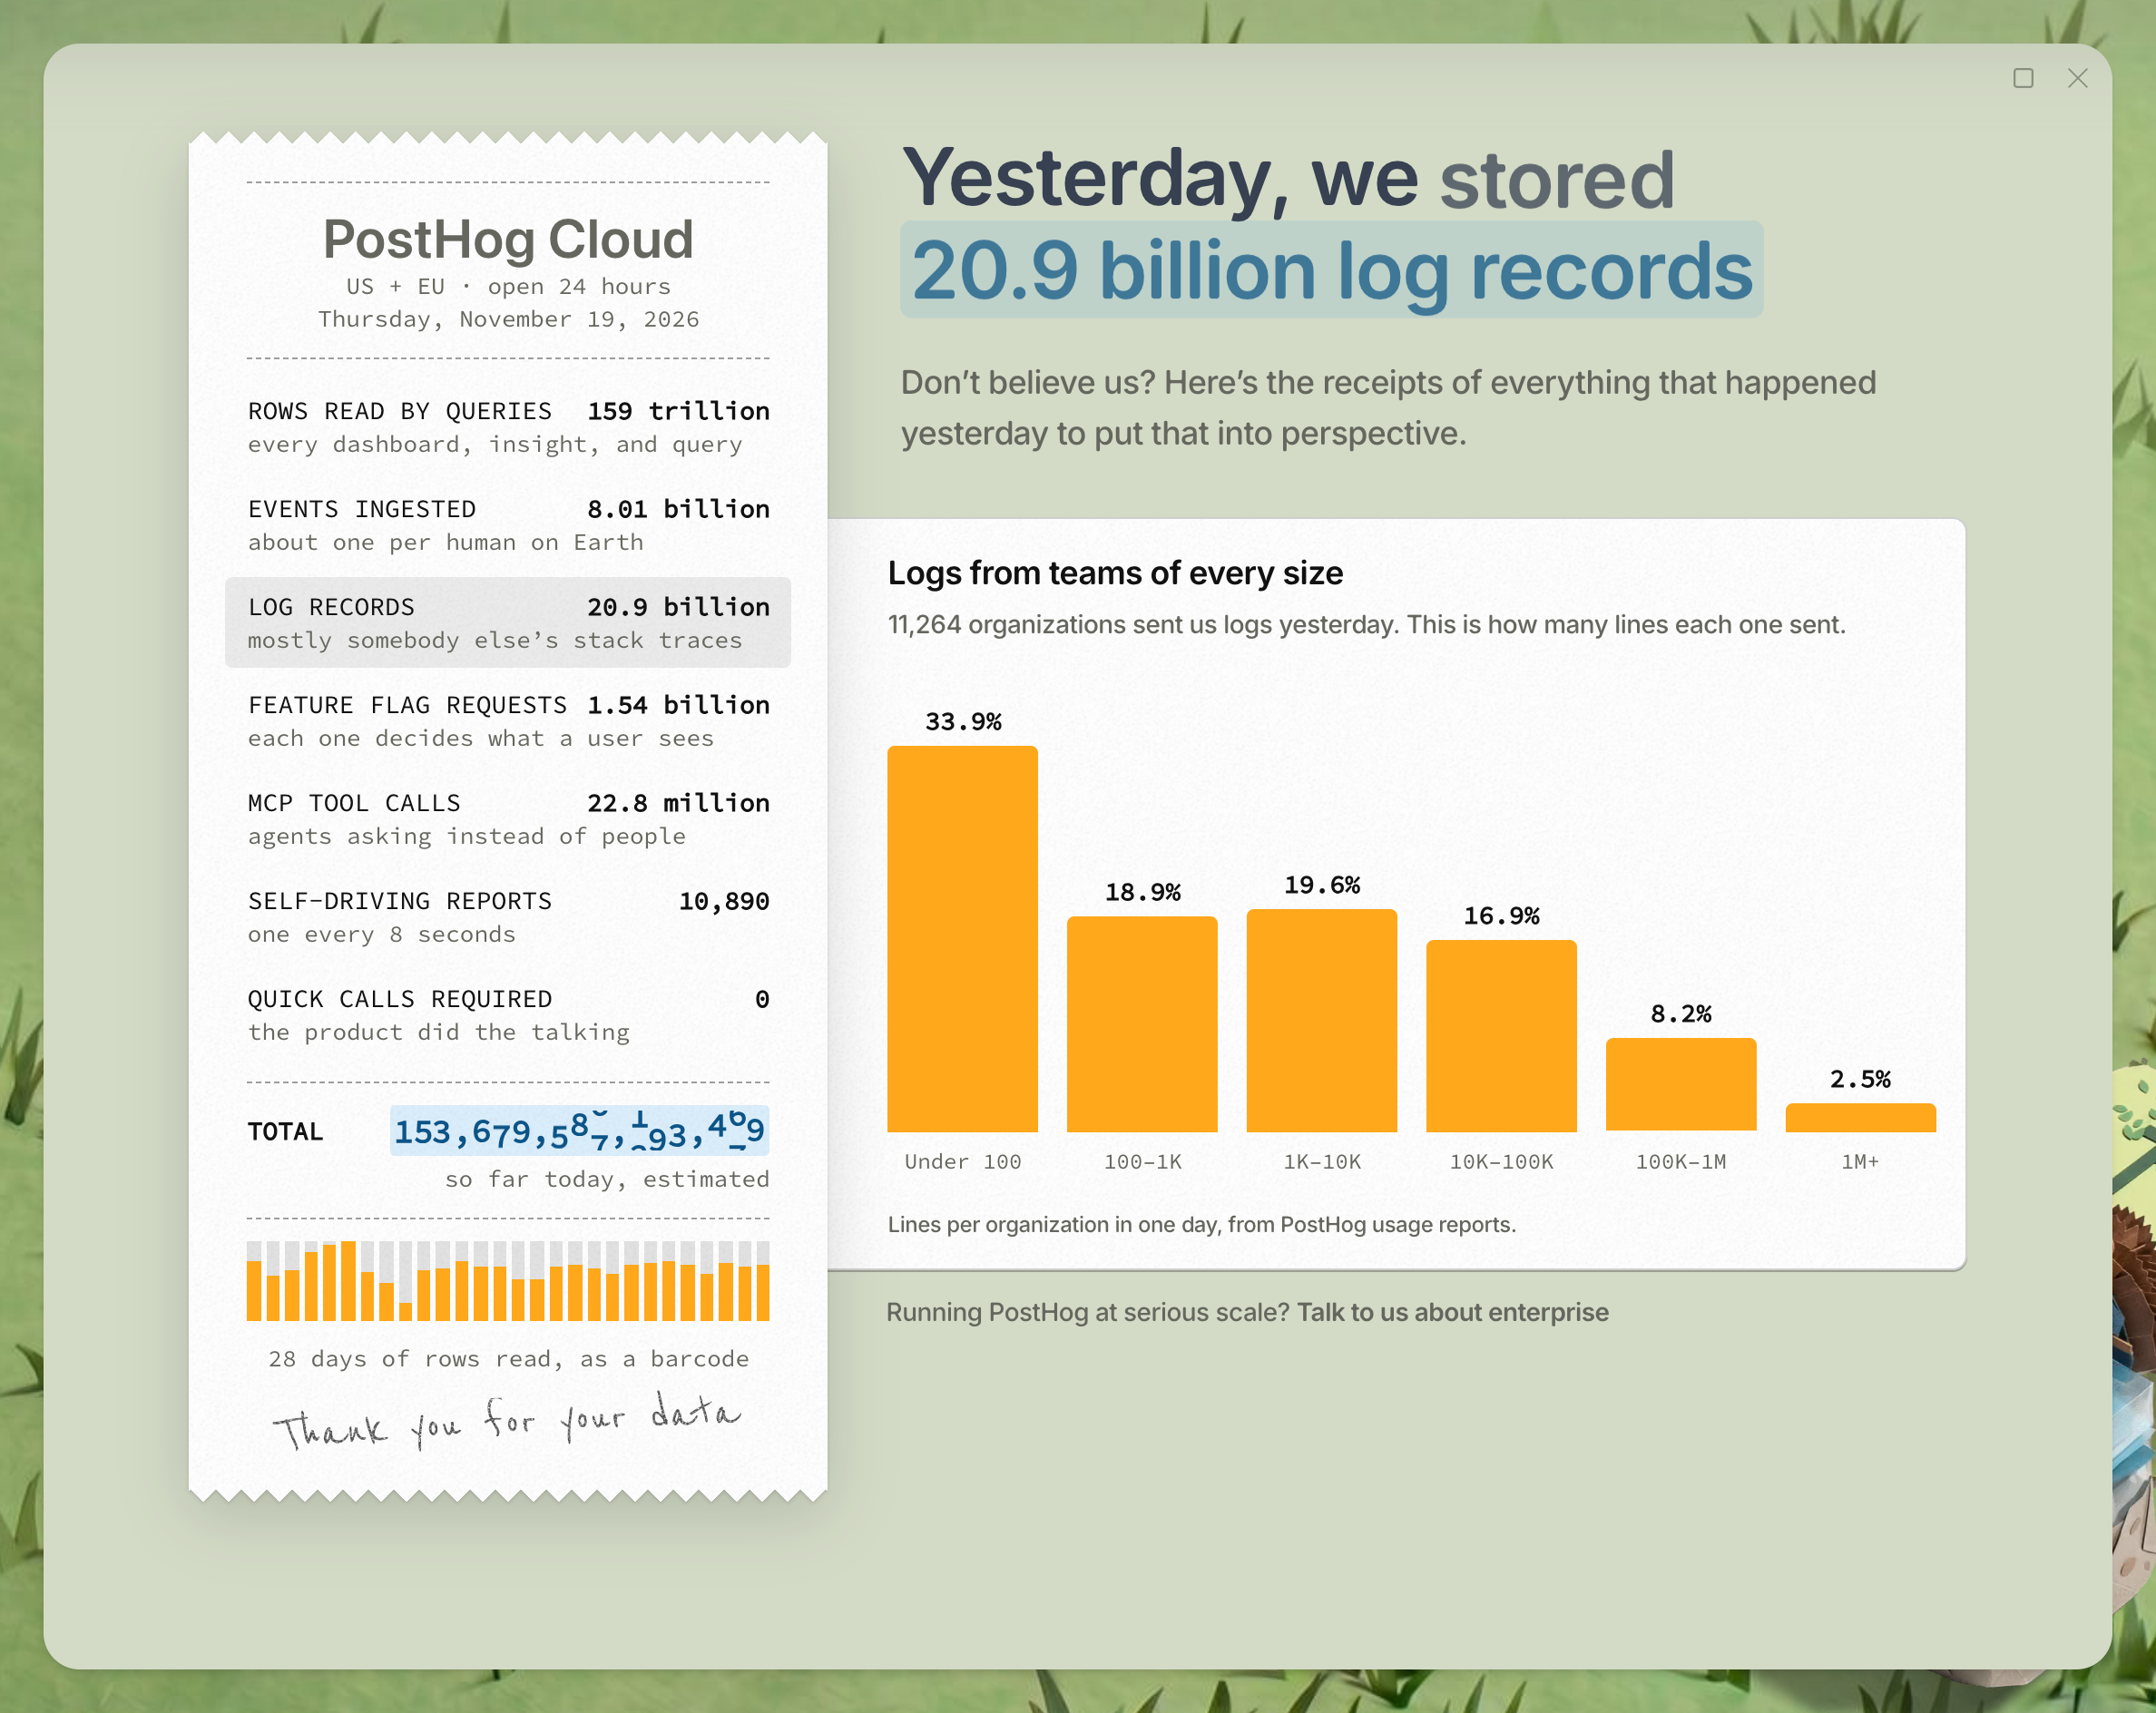 PostHog Cloud
US + EU · open 24 hours
Thursday, November 19, 2026
ROWS READ BY QUERIES 159 trillion
every dashboard, insight, and query
EVENTS INGESTED 8.01 billion
about one per human on Earth
LOG RECORDS 20.9 billion
mostly somebody else’s stack traces
FEATURE FLAG REQUESTS 1.54 billion
each one decides what a user sees
MCP TOOL CALLS 22.8 million
agents asking instead of people
SELF-DRIVING REPORTS 10,890
one every 8 seconds
QUICK CALLS REQUIRED 0
the product did the talking
TOTAL
so far today, estimated
28 days of rows read, as a barcode
Thank you for your data
Yesterday, we stored
20.9 billion log records
Don’t believe us? Here’s the receipts of everything that happened
yesterday to put that into perspective.
Logs from teams of every size
11,264 organizations sent us logs yesterday. This is how many lines each one sent.
33.9%
18.9%
19.6%
16.9%
8.2%
2.5%
Under 100
100–1K
1K–10K
10K–100K
100K–1M
1M+
Lines per organization in one day, from PostHog usage reports.
Running PostHog at serious scale? Talk to us about enterprise